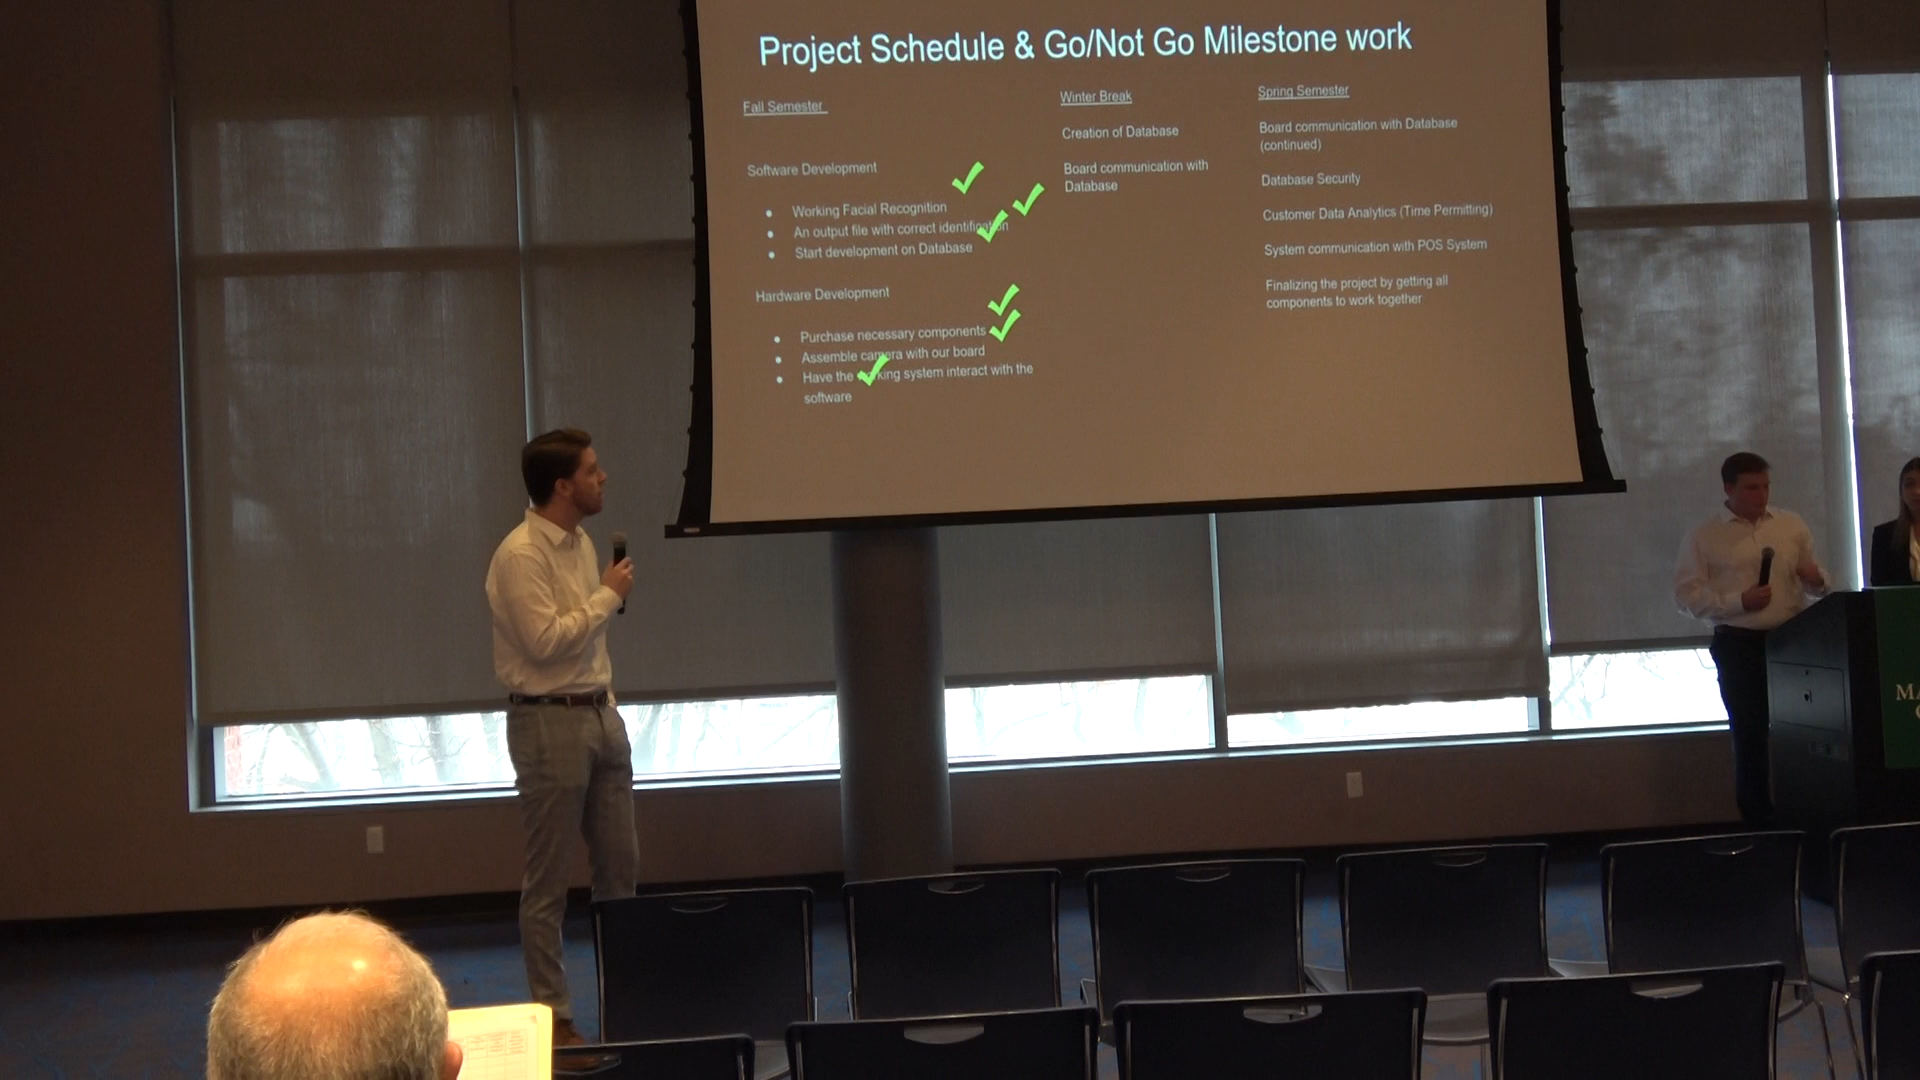 Project Schedule & Go/Not Go Milestone work
Fall Semester
Software Development
Working Facial Recognition
An output file with correct identification
Start development on Database
Hardware Development
Purchase necessary components
Assemble camera with our board
Have the working system interact with the
software
Winter Break
Creation of Database
Board communication with
Database
Spring Semester
Board communication with Database
(continued)
Database Security
Customer Data Analytics (Time Permitting)
System communication with POS System
Finalizing the project by getting all
components to work together